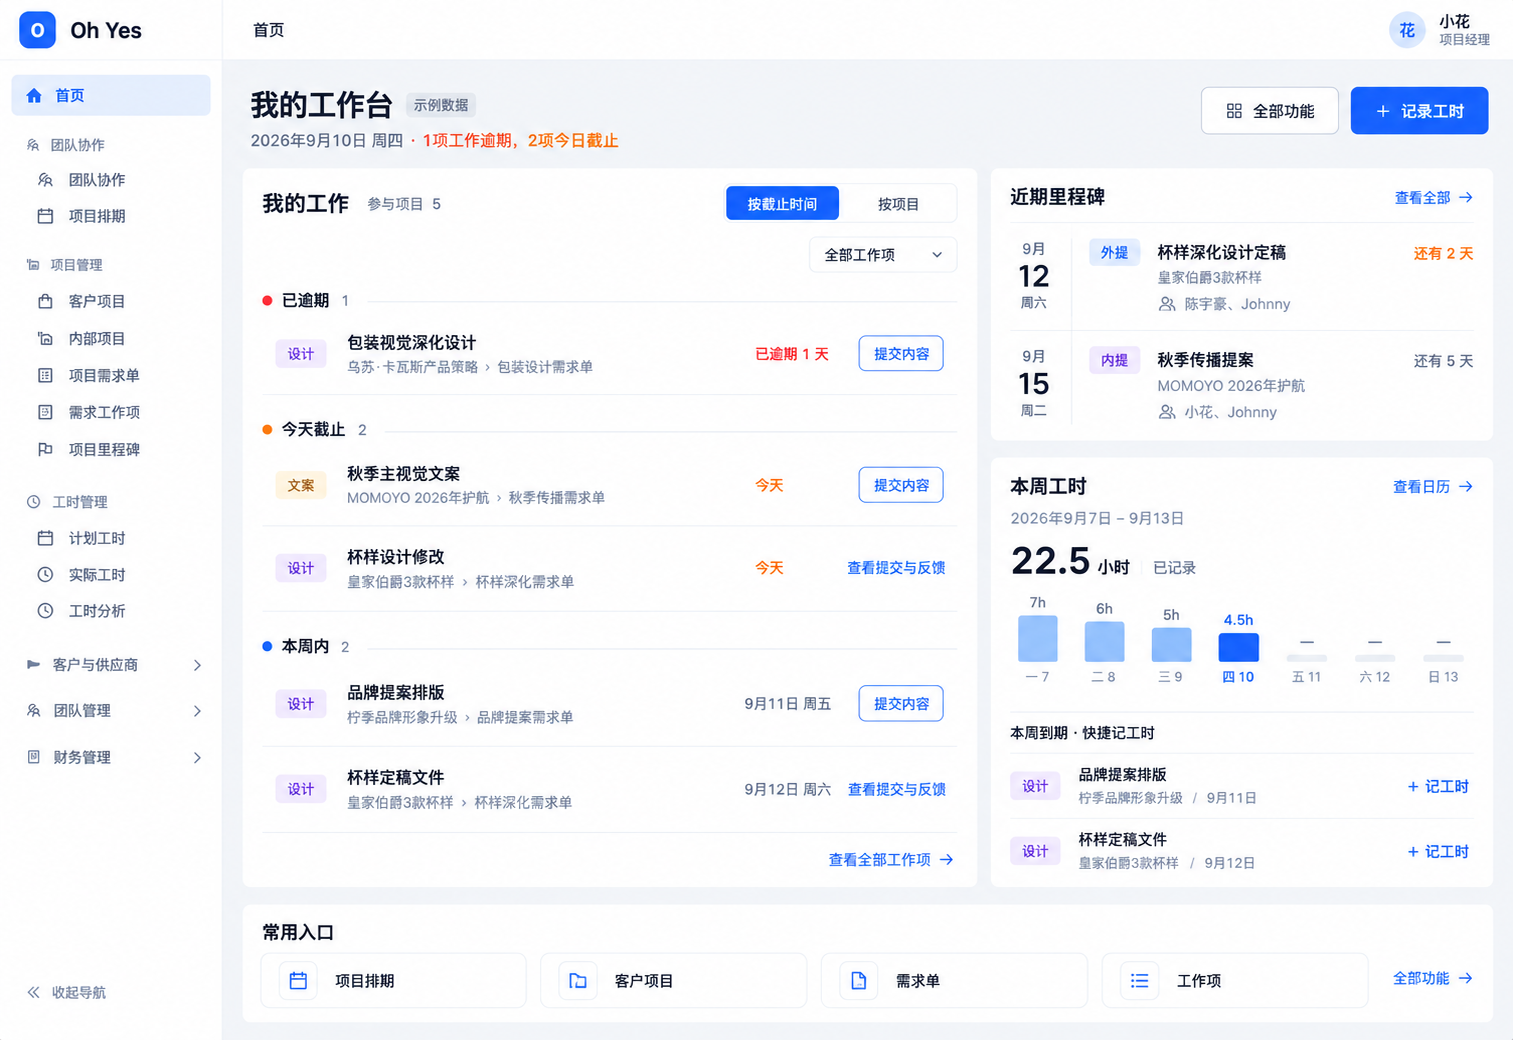 O Oh Yes
首页
花
小花
项目经理
首页
团队协作
团队协作
项目排期
项目管理
客户项目
内部项目
项目需求单
需求工作项
项目里程碑
工时管理
计划工时
实际工时
工时分析
客户与供应商
团队管理
财务管理
收起导航
我的工作台 示例数据
2026年9月10日 周四 · 1项工作逾期，2项今日截止
全部功能
+ 记录工时
我的工作 参与项目 5
按截止时间 按项目
全部工作项
已逾期 1
设计 包装视觉深化设计 已逾期 1 天 提交内容
乌苏·卡瓦斯产品策略 › 包装设计需求单
今天截止 2
文案 秋季主视觉文案 今天 提交内容
MOMOYO 2026年护航 › 秋季传播需求单
设计 杯样设计修改 今天 查看提交与反馈
皇家伯爵3款杯样 › 杯样深化需求单
本周内 2
设计 品牌提案排版 9月11日 周五 提交内容
柠季品牌形象升级 › 品牌提案需求单
设计 杯样定稿文件 9月12日 周六 查看提交与反馈
皇家伯爵3款杯样 › 杯样深化需求单
查看全部工作项 →
近期里程碑 查看全部 →
9月
12
周六
外提 杯样深化设计定稿 还有 2 天
皇家伯爵3款杯样
陈宇豪、Johnny
9月
15
周二
内提 秋季传播提案 还有 5 天
MOMOYO 2026年护航
小花、Johnny
本周工时 查看日历 →
2026年9月7日 – 9月13日
22.5 小时 已记录
7h 6h 5h 4.5h — — —
一 7 二 8 三 9 四 10 五 11 六 12 日 13
本周到期 · 快捷记工时
设计 品牌提案排版 + 记工时
柠季品牌形象升级 / 9月11日
设计 杯样定稿文件 + 记工时
皇家伯爵3款杯样 / 9月12日
常用入口
项目排期
客户项目
需求单
工作项
全部功能 →